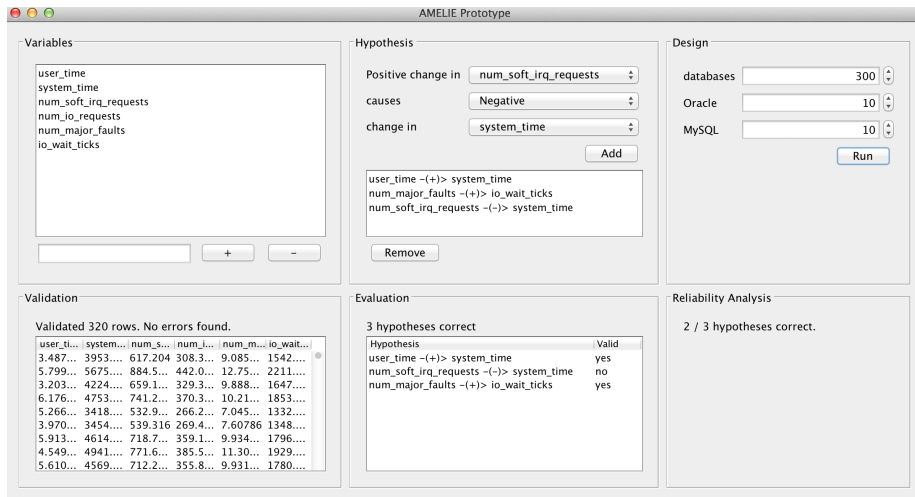 AMELIE Prototype
Variables
user_time
system_time
num_soft_irq_requests
num_io_requests
num_major_faults
io_wait_ticks
+ -
Hypothesis
Positive change in num_soft_irq_requests
causes Negative
change in system_time
Add
user_time -(+)> system_time
num_major_faults -(+)> io_wait_ticks
num_soft_irq_requests -(-)> system_time
Remove
Design
databases 300
Oracle 10
MySQL 10
Run
Validation
Validated 320 rows. No errors found.
user_ti... system... num_s... num_i... num_m... io_wait...
3.487... 3953.... 617.204 308.3... 9.085... 1542....
5.799... 5675.... 884.5... 442.0... 12.75... 2211....
3.203... 4224.... 659.1... 329.3... 9.888... 1647....
6.176... 4753.... 741.2... 370.3... 10.21... 1853....
5.266... 3418.... 532.9... 266.2... 7.045... 1332....
3.970... 3454.... 539.316 269.4... 7.60786 1348....
5.913... 4614.... 718.7... 359.1... 9.934... 1796....
4.549... 4941.... 771.6... 385.5... 11.30... 1929....
5.610... 4569.... 712.2... 355.8... 9.931... 1780....
Evaluation
3 hypotheses correct
Hypothesis Valid
user_time -(+)> system_time yes
num_soft_irq_requests -(-)> system_time no
num_major_faults -(+)> io_wait_ticks yes
Reliability Analysis
2 / 3 hypotheses correct.